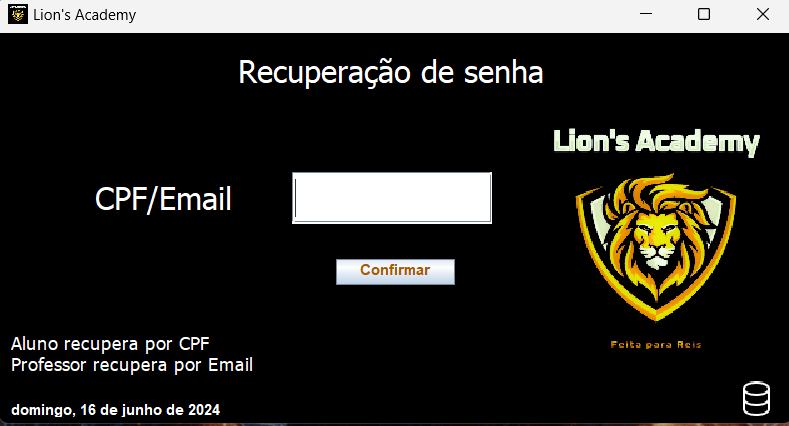 Lion's Academy
Recuperação de senha
Lion's Academy
CPF/Email
Confirmar
Feita para Reis
Aluno recupera por CPF
Professor recupera por Email
domingo, 16 de junho de 2024